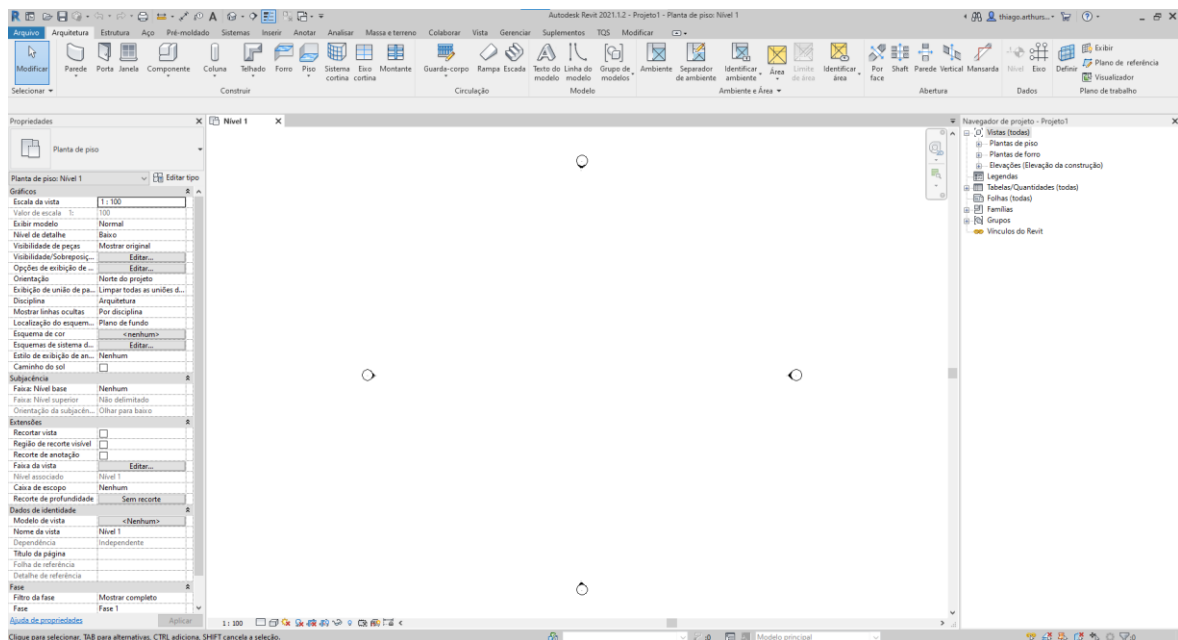 Autodesk Revit 2021.1.2 - Projeto1 - Planta de piso: Nível 1
thiago.arthurs...
Arquivo Arquitetura Estrutura Aço Pré-moldado Sistemas Inserir Anotar Analisar Massa e terreno Colaborar Vista Gerenciar Suplementos TQS Modificar
Modificar Parede Porta Janela Componente Coluna Telhado Forro Piso Sistema cortina Eixo cortina Montante Guarda-corpo Rampa Escada Texto do modelo Linha do modelo Grupo de modelos Ambiente Separador de ambiente Identificar ambiente Área Limite de área Identificar área Por face Shaft Parede Vertical Mansarda Nível Eixo Definir Exibir
Plano de referência
Visualizador
Selecionar Construir Circulação Modelo Ambiente e Área Abertura Dados Plano de trabalho
Propriedades
Planta de piso
Planta de piso: Nível 1 Editar tipo
Gráficos
Escala da vista 1 : 100
Valor de escala 1: 100
Exibir modelo Normal
Nível de detalhe Baixo
Visibilidade de peças Mostrar original
Visibilidade/Sobreposiç... Editar...
Opções de exibição de ... Editar...
Orientação Norte do projeto
Exibição de união de pa... Limpar todas as uniões d...
Disciplina Arquitetura
Mostrar linhas ocultas Por disciplina
Localização do esquem... Plano de fundo
Esquema de cor <nenhum>
Esquemas de sistema d... Editar...
Estilo de exibição de an... Nenhum
Caminho do sol
Subjacência
Faixa: Nível base Nenhum
Faixa: Nível superior Não delimitado
Orientação da subjacên... Olhar para baixo
Extensões
Recortar vista
Região de recorte visível
Recorte de anotação
Faixa da vista Editar...
Nível associado Nível 1
Caixa de escopo Nenhum
Recorte de profundidade Sem recorte
Dados de identidade
Modelo de vista <Nenhum>
Nome da vista Nível 1
Dependência Independente
Título da página
Folha de referência
Detalhe de referência
Fase
Filtro da fase Mostrar completo
Fase Fase 1
Ajuda de propriedades Aplicar
Nível 1
1 : 100
Navegador de projeto - Projeto1
Vistas (todas)
Plantas de piso
Plantas de forro
Elevações (Elevação da construção)
Legendas
Tabelas/Quantidades (todas)
Folhas (todas)
Famílias
Grupos
Vínculos do Revit
Clique para selecionar, TAB para alternativas, CTRL adiciona, SHIFT cancela a seleção.
:0 Modelo principal :0